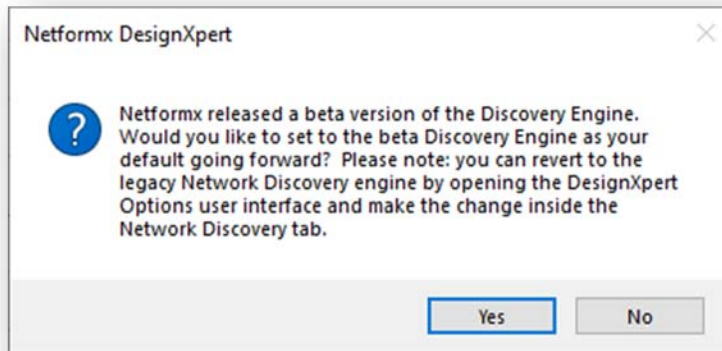 Netformx DesignXpert
Netformx released a beta version of the Discovery Engine.
Would you like to set to the beta Discovery Engine as your
default going forward? Please note: you can revert to the
legacy Network Discovery engine by opening the DesignXpert
Options user interface and make the change inside the
Network Discovery tab.
Yes
No